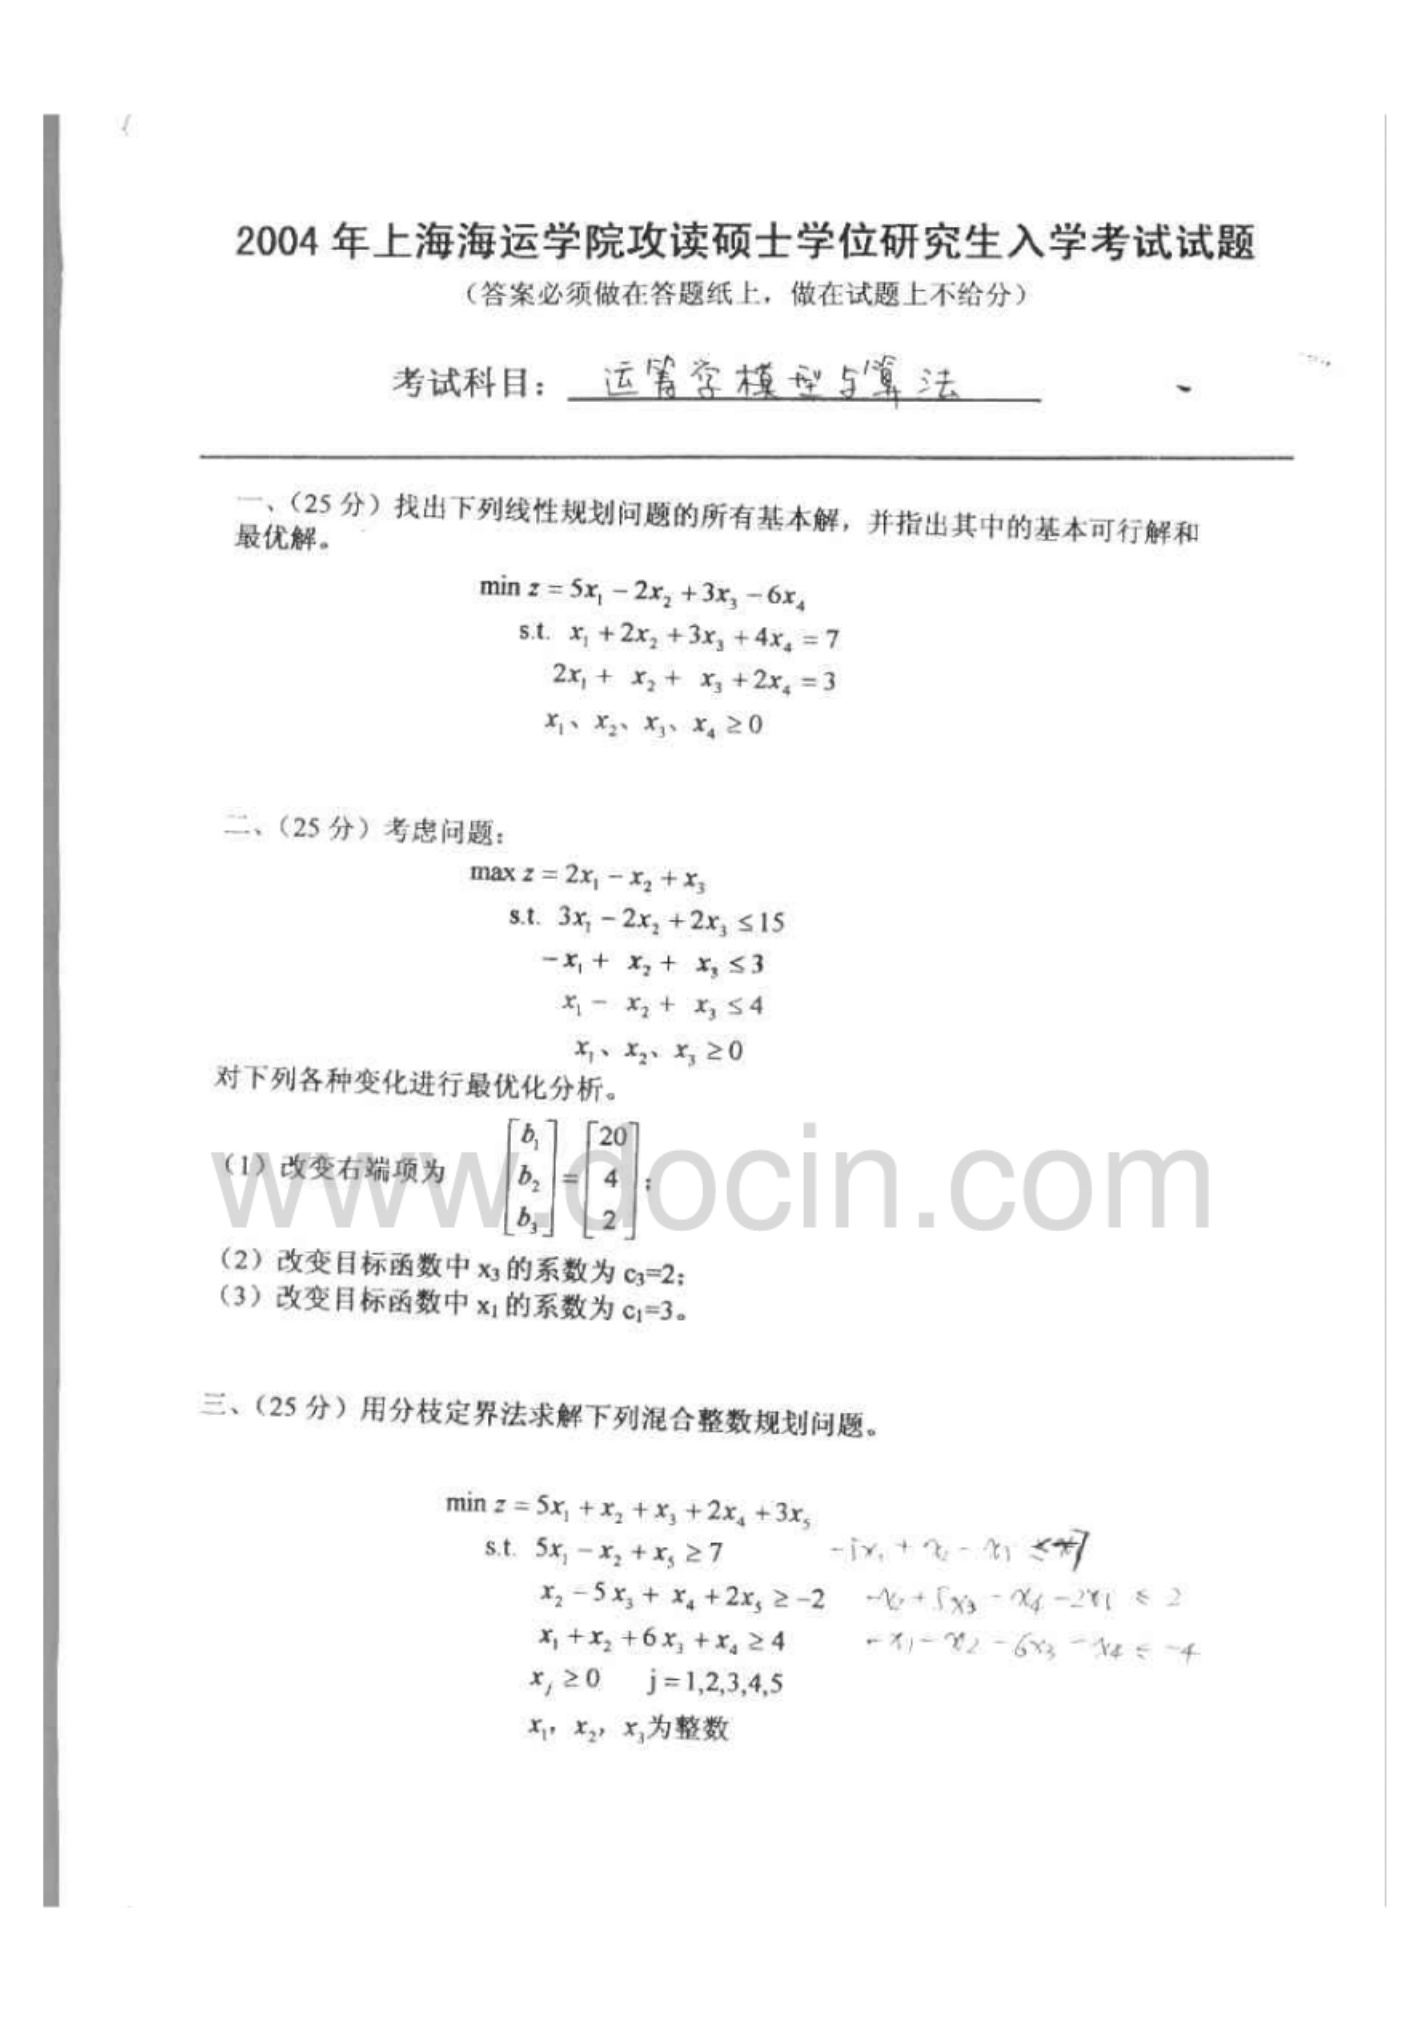 2004 年上海海运学院攻读硕士学位研究生入学考试试题
（答案必须做在答题纸上，做在试题上不给分）
考试科目：运筹学模型与算法
一、（25 分）找出下列线性规划问题的所有基本解，并指出其中的基本可行解和
最优解。
min z = 5x₁ − 2x₂ + 3x₃ − 6x₄
s.t. x₁ + 2x₂ + 3x₃ + 4x₄ = 7
2x₁ + x₂ + x₃ + 2x₄ = 3
x₁、x₂、x₃、x₄ ≥ 0
二、（25 分）考虑问题：
max z = 2x₁ − x₂ + x₃
s.t. 3x₁ − 2x₂ + 2x₃ ≤ 15
−x₁ + x₂ + x₃ ≤ 3
x₁ − x₂ + x₃ ≤ 4
x₁、x₂、x₃ ≥ 0
对下列各种变化进行最优化分析。
（1）改变右端项为 [b₁ b₂ b₃] = [20 4 2]；
www.docin.com
（2）改变目标函数中 x₃ 的系数为 c₃=2；
（3）改变目标函数中 x₁ 的系数为 c₁=3。
三、（25 分）用分枝定界法求解下列混合整数规划问题。
min z = 5x₁ + x₂ + x₃ + 2x₄ + 3x₅
s.t. 5x₁ − x₂ + x₅ ≥ 7
x₂ − 5x₃ + x₄ + 2x₅ ≥ −2 −x₂ + 5x₃ − x₄ − 2x₅ ≤ 2
x₁ + x₂ + 6x₃ + x₄ ≥ 4 −x₁ − x₂ − 6x₃ − x₄ ≤ −4
xⱼ ≥ 0 j = 1,2,3,4,5
x₁，x₂，x₃为整数